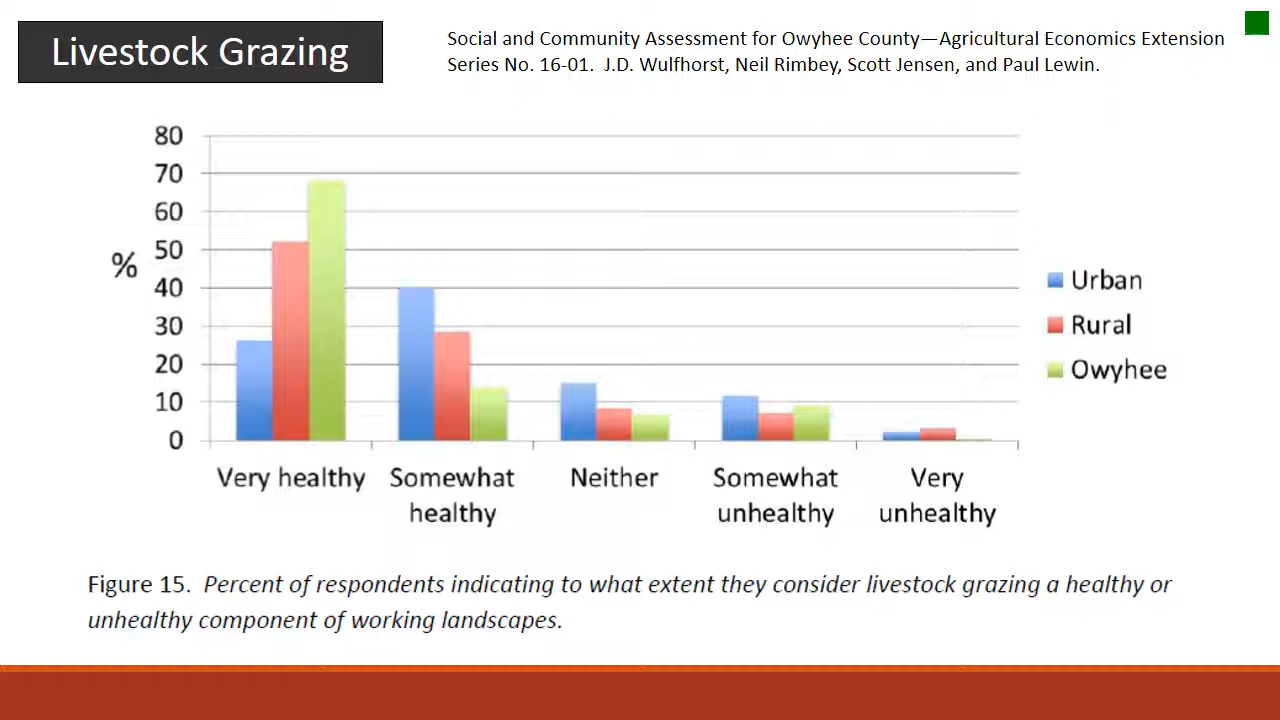 Livestock Grazing
Social and Community Assessment for Owyhee County—Agricultural Economics Extension
Series No. 16-01.  J.D. Wulfhorst, Neil Rimbey, Scott Jensen, and Paul Lewin.
80
70
60
50
40
30
20
10
0
%
Urban
Rural
Owyhee
Very healthy
Somewhat
healthy
Neither
Somewhat
unhealthy
Very
unhealthy
Figure 15.  Percent of respondents indicating to what extent they consider livestock grazing a healthy or
unhealthy component of working landscapes.